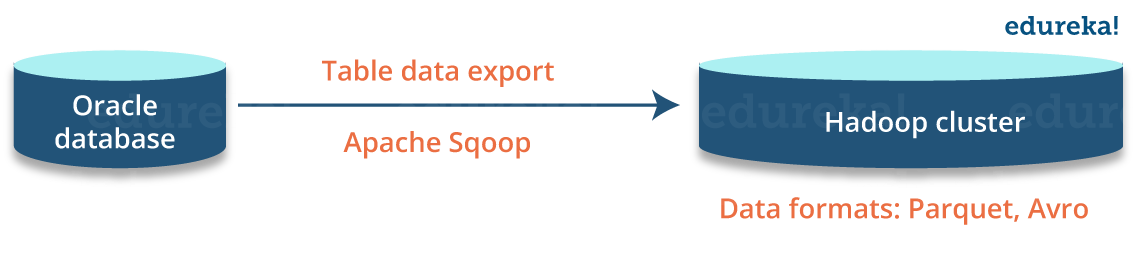 edureka!
Table data export
Oracle
database
Apache Sqoop
Hadoop cluster
Data formats: Parquet, Avro